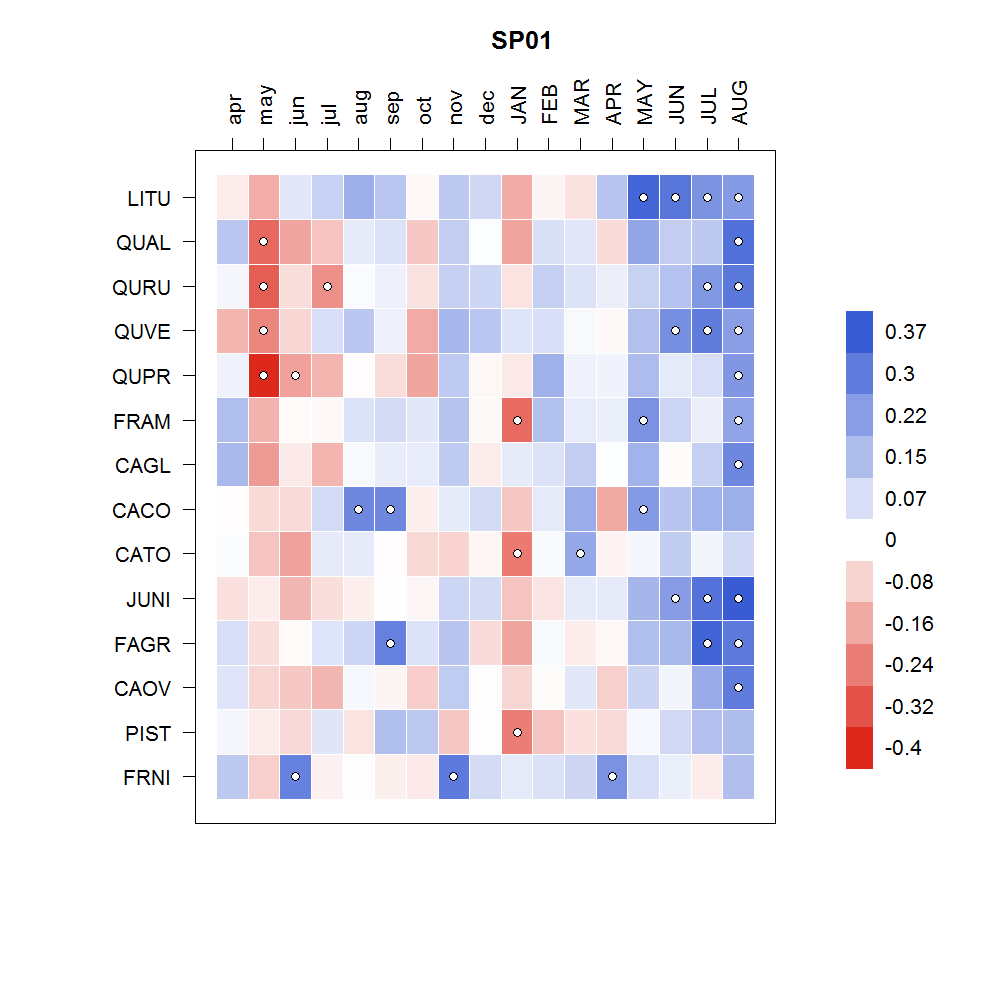 SP01
apr may jun jul aug sep oct nov dec JAN FEB MAR APR MAY JUN JUL AUG
LITU
QUAL
QURU
QUVE
QUPR
FRAM
CAGL
CACO
CATO
JUNI
FAGR
CAOV
PIST
FRNI
0.37
0.3
0.22
0.15
0.07
0
-0.08
-0.16
-0.24
-0.32
-0.4